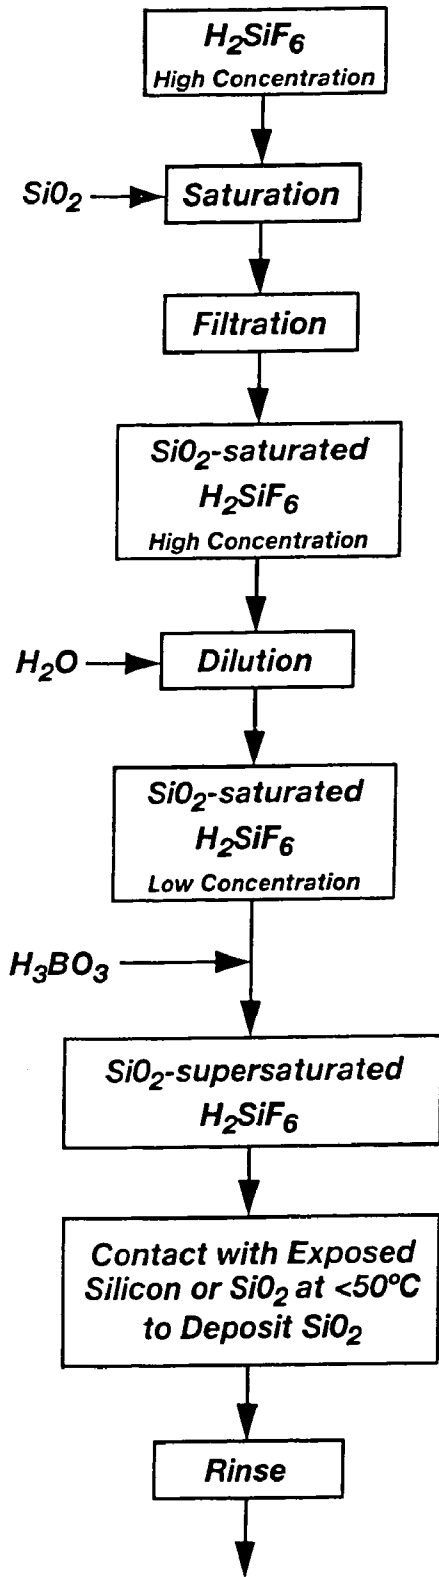 H2SiF6
High Concentration
SiO2
Saturation
Filtration
SiO2-saturated
H2SiF6
High Concentration
H2O
Dilution
SiO2-saturated
H2SiF6
Low Concentration
H3BO3
SiO2-supersaturated
H2SiF6
Contact with Exposed
Silicon or SiO2 at <50°C
to Deposit SiO2
Rinse